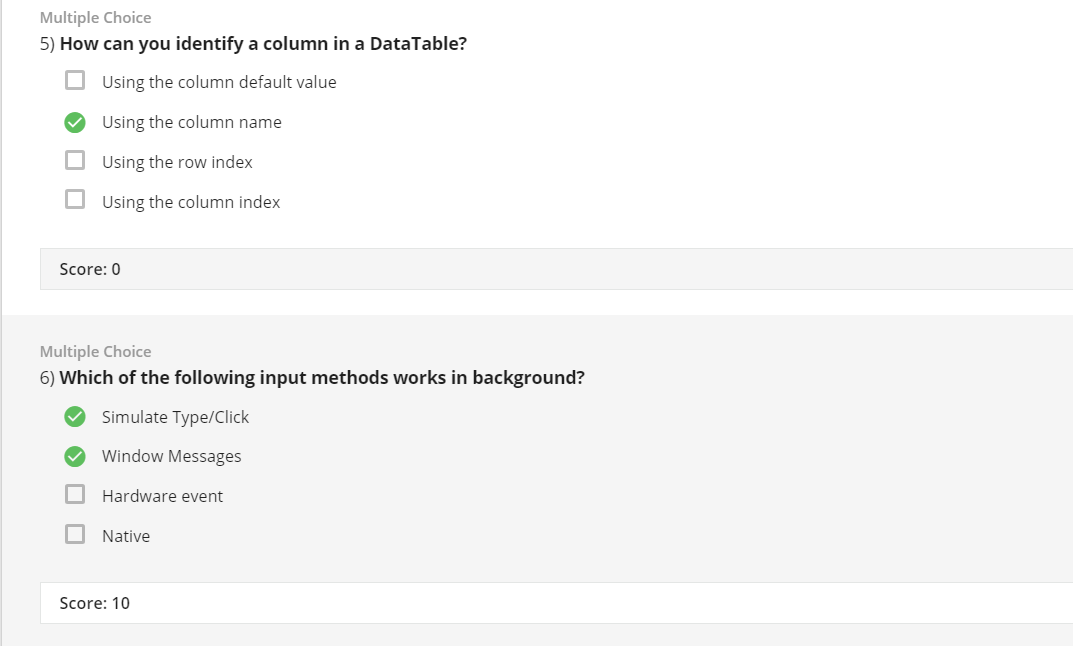 Multiple Choice
5) How can you identify a column in a DataTable?
Using the column default value
Using the column name
Using the row index
Using the column index
Score: 0
Multiple Choice
6) Which of the following input methods works in background?
Simulate Type/Click
Window Messages
Hardware event
Native
Score: 10